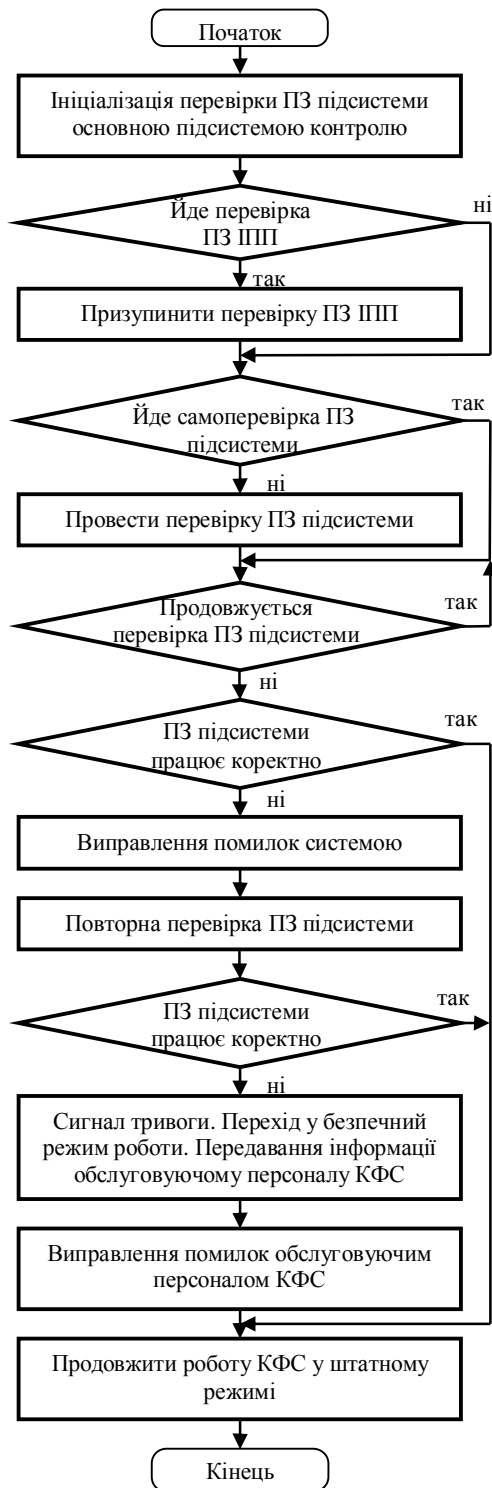 Початок
Ініціалізація перевірки ПЗ підсистеми
основною підсистемою контролю
Йде перевірка
ПЗ ІПП
ні
так
Призупинити перевірку ПЗ ІПП
Йде самоперевірка ПЗ
підсистеми
так
ні
Провести перевірку ПЗ підсистеми
Продовжується
перевірка ПЗ підсистеми
так
ні
ПЗ підсистеми
працює коректно
так
ні
Виправлення помилок системою
Повторна перевірка ПЗ підсистеми
ПЗ підсистеми
працює коректно
так
ні
Сигнал тривоги. Перехід у безпечний
режим роботи. Передавання інформації
обслуговуючому персоналу КФС
Виправлення помилок обслуговуючим
персоналом КФС
Продовжити роботу КФС у штатному
режимі
Кінець